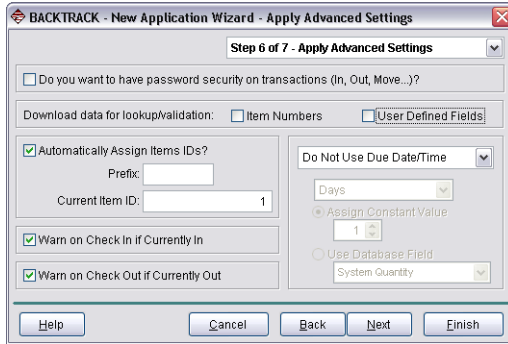 BACKTRACK - New Application Wizard - Apply Advanced Settings
Step 6 of 7 - Apply Advanced Settings
Do you want to have password security on transactions (In, Out, Move...)?
Download data for lookup/validation: Item Numbers User Defined Fields
Automatically Assign Items IDs?
Prefix:
Current Item ID: 1
Warn on Check In if Currently In
Warn on Check Out if Currently Out
Do Not Use Due Date/Time
Days
Assign Constant Value
1
Use Database Field
System Quantity
Help Cancel Back Next Finish